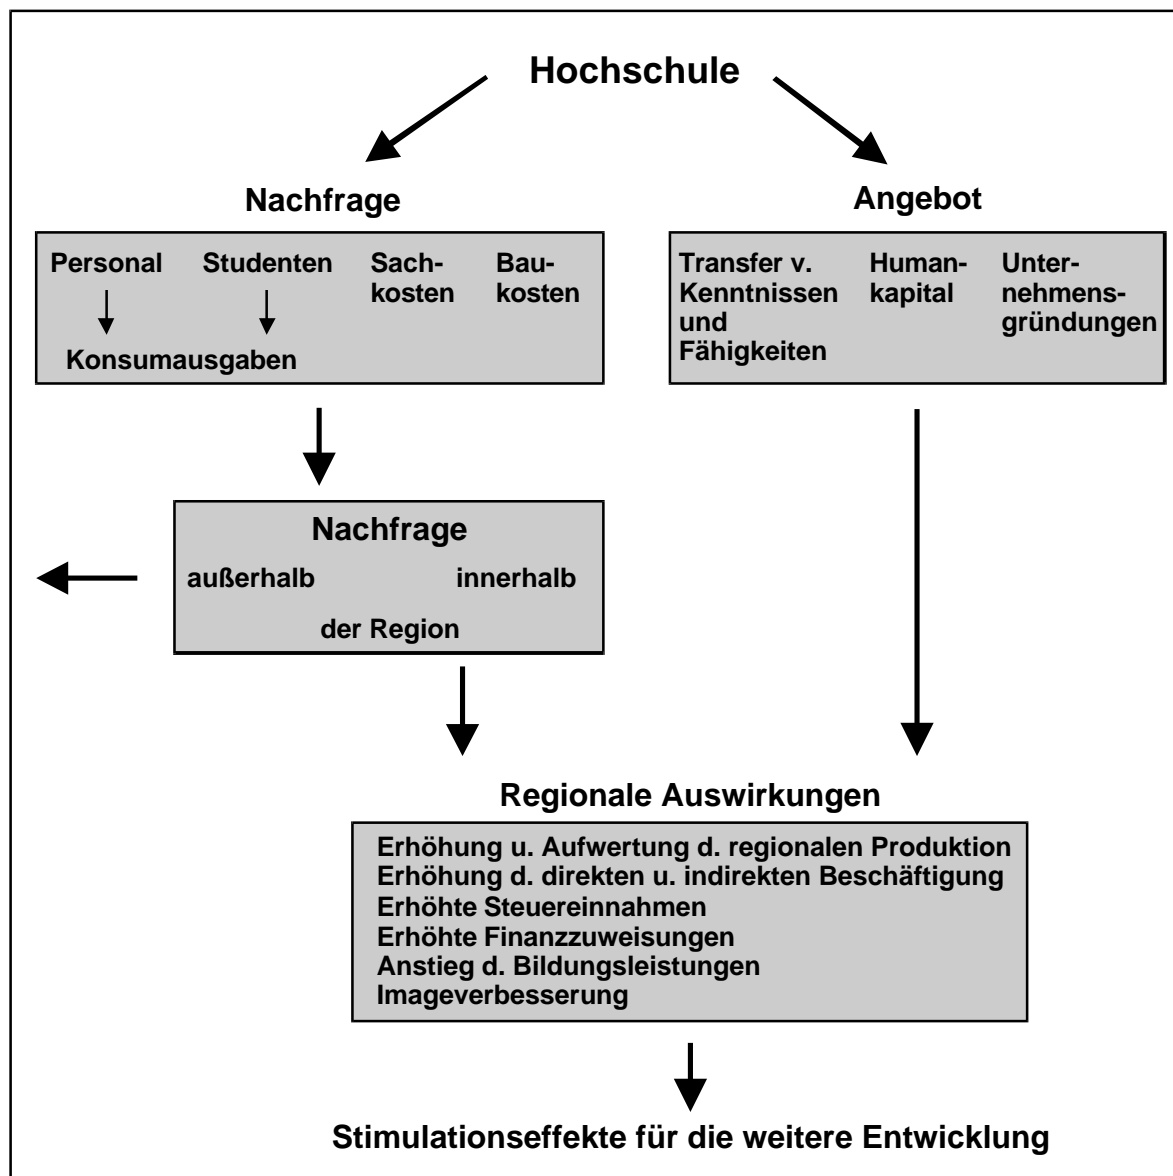 Hochschule
Nachfrage
Personal
Studenten
Konsumausgaben
Sach-
kosten
Bau-
kosten
Angebot
Transfer v.
Kenntnissen
und
Fähigkeiten
Human-
kapital
Unter-
nehmens-
gründungen
Nachfrage
außerhalb
innerhalb
der Region
Regionale Auswirkungen
Erhöhung u. Aufwertung d. regionalen Produktion
Erhöhung d. direkten u. indirekten Beschäftigung
Erhöhte Steuereinnahmen
Erhöhte Finanzzuweisungen
Anstieg d. Bildungsleistungen
Imageverbesserung
Stimulationseffekte für die weitere Entwicklung